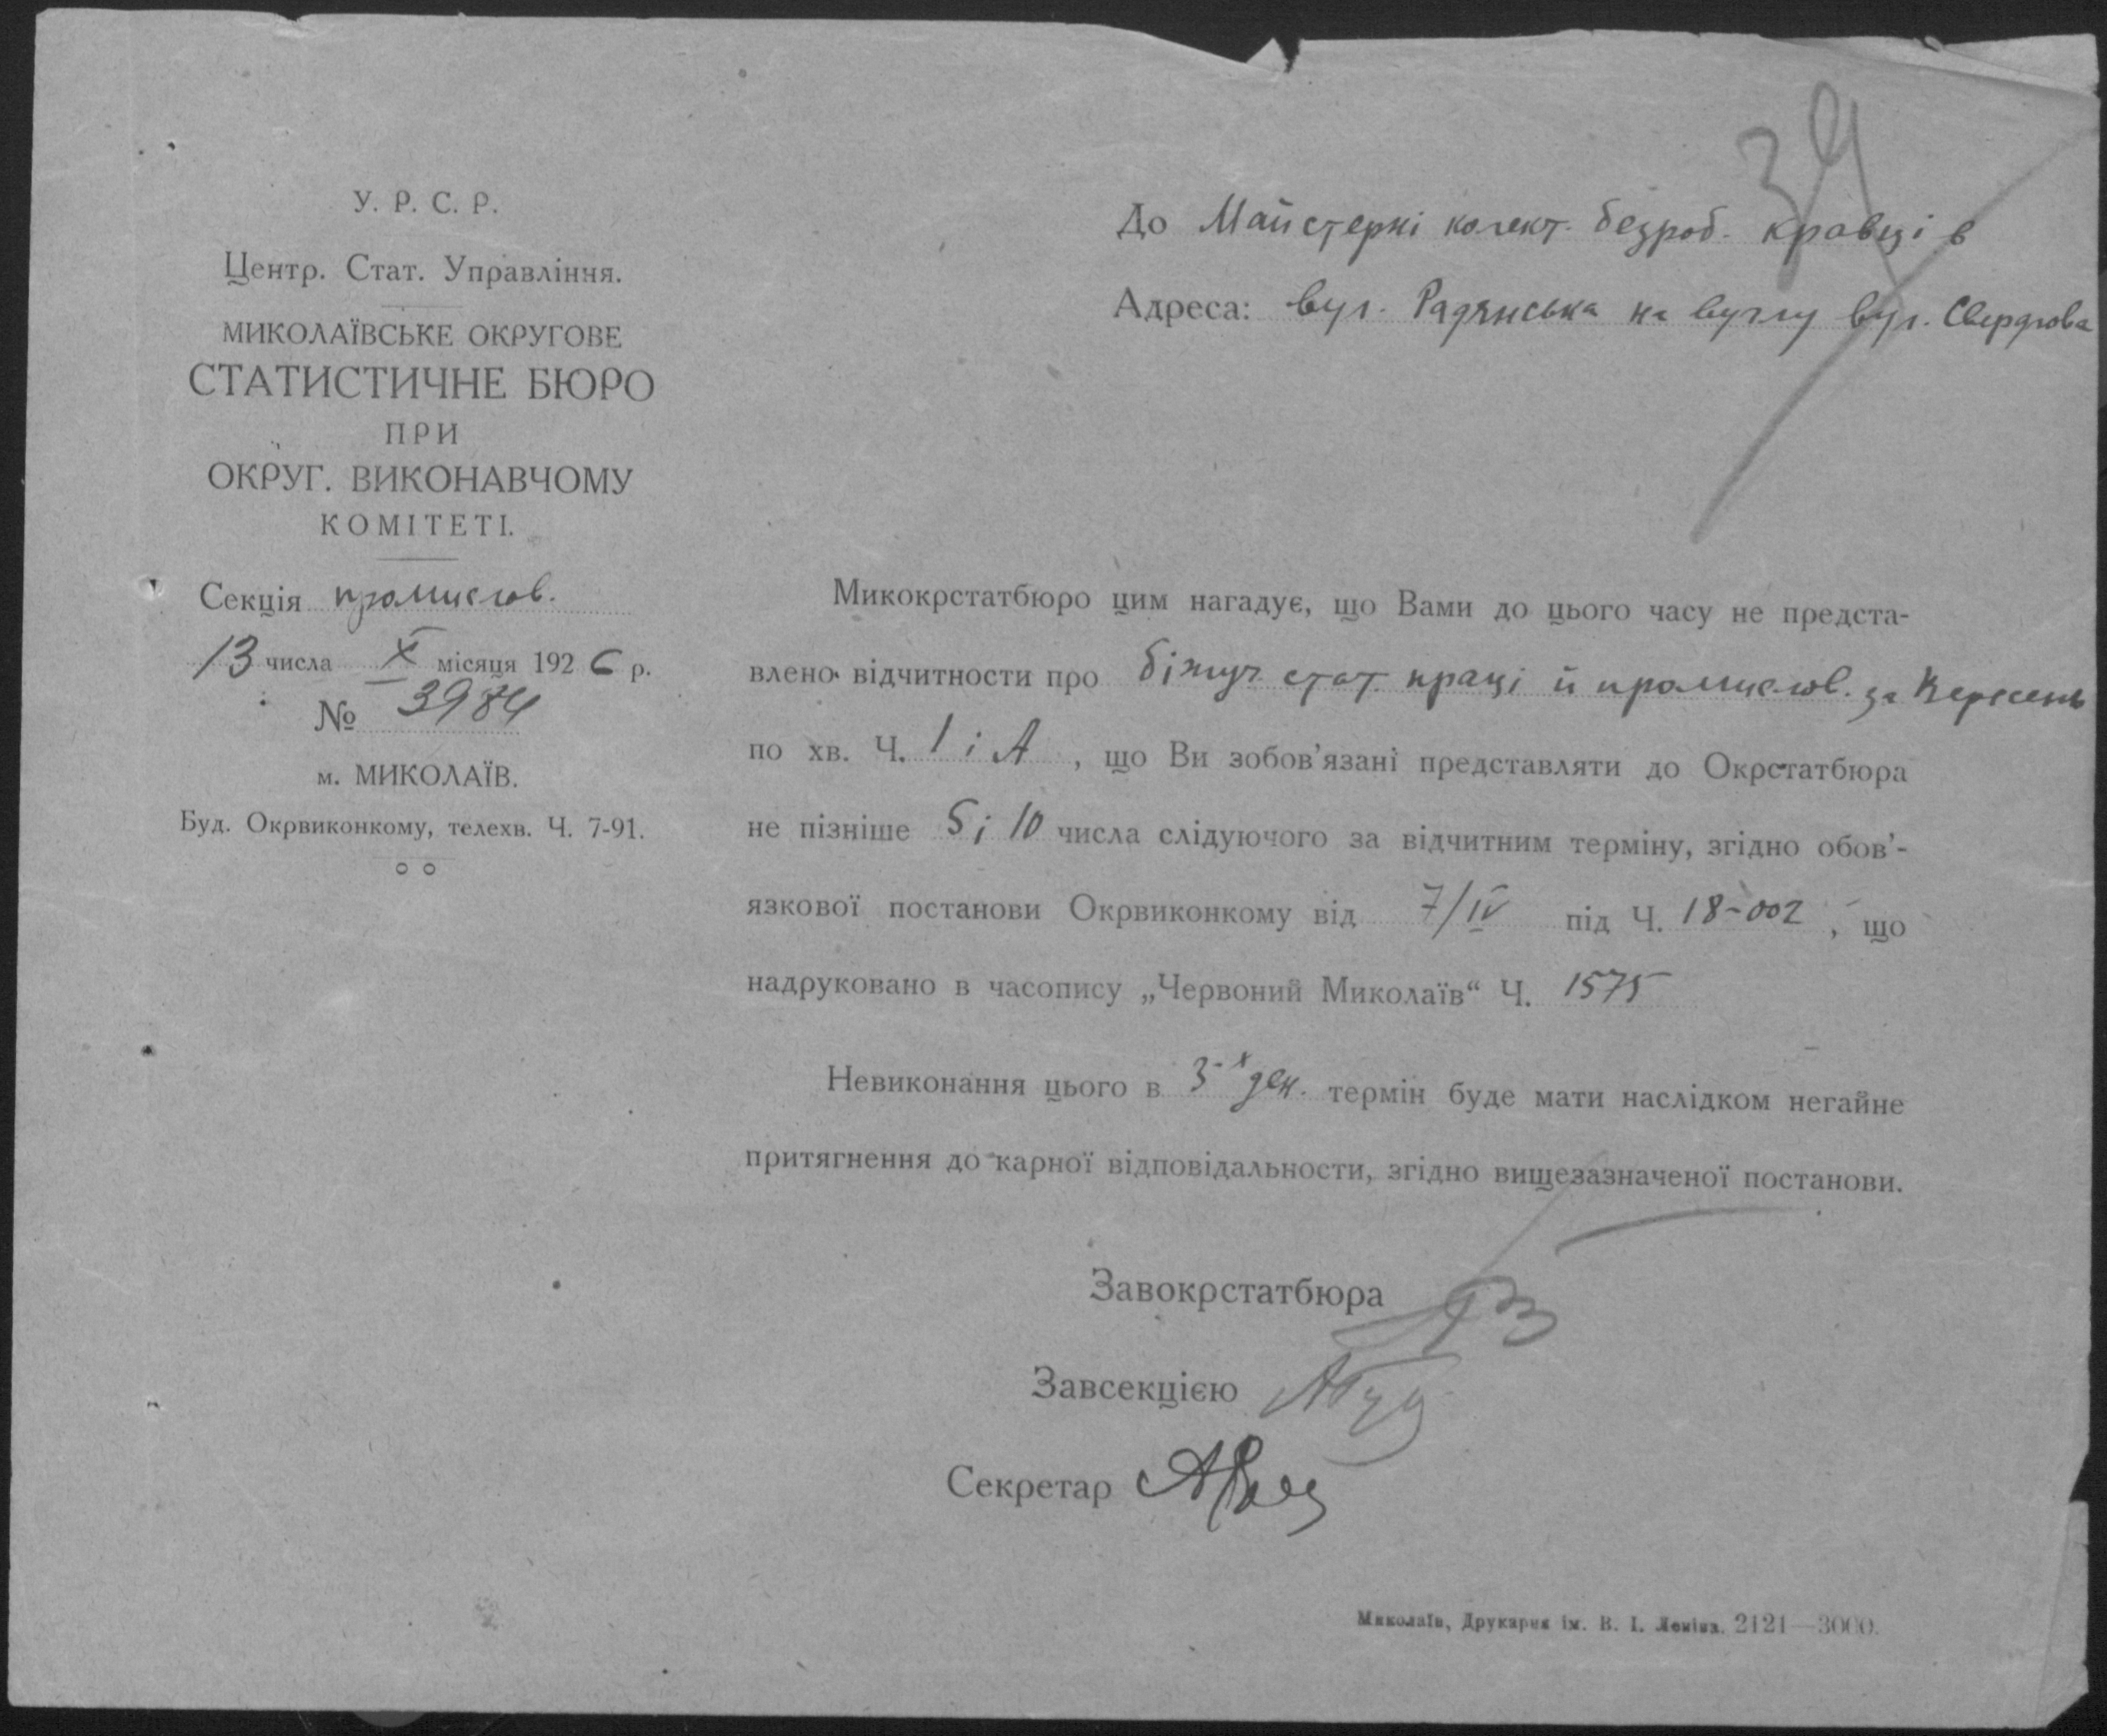 У. Р. С. Р.
Центр. Стат. Управління.
МИКОЛАЇВСЬКЕ ОКРУГОВЕ
СТАТИСТИЧНЕ БЮРО
ПРИ
ОКРУГ. ВИКОНАВЧОМУ
КОМІТЕТІ.
Секція промислов.
13 числа X місяця 1926 р.
№ 3984
м. МИКОЛАЇВ.
Буд. Окрвиконкому, телехв. Ч. 7-91.
До Майстерні колект. безроб. кравців
Адреса: вул. Радянська на вуглу вул. Свердлова
Микокрстатбюро цим нагадує, що Вами до цього часу не предста-
влено відчитности про біжуч. стат. праці й промислов. за Вересень
по хв. Ч. 1 і А, що Ви зобов'язані представляти до Окрстатбюра
не пізніше 5 і 10 числа слідуючого за відчитним терміну, згідно обов'-
язкової постанови Окрвиконкому від 7/IV під Ч. 18-002, що
надруковано в часопису „Червоний Миколаїв“ Ч. 1575
Невиконання цього в 3-х ден. термін буде мати наслідком негайне
притягнення до карної відповідальности, згідно вищезазначеної постанови.
Завокрстатбюра
Завсекцією
Секретар
Миколаїв, Друкарня ім. В. І. Леніна. 2121—3000.